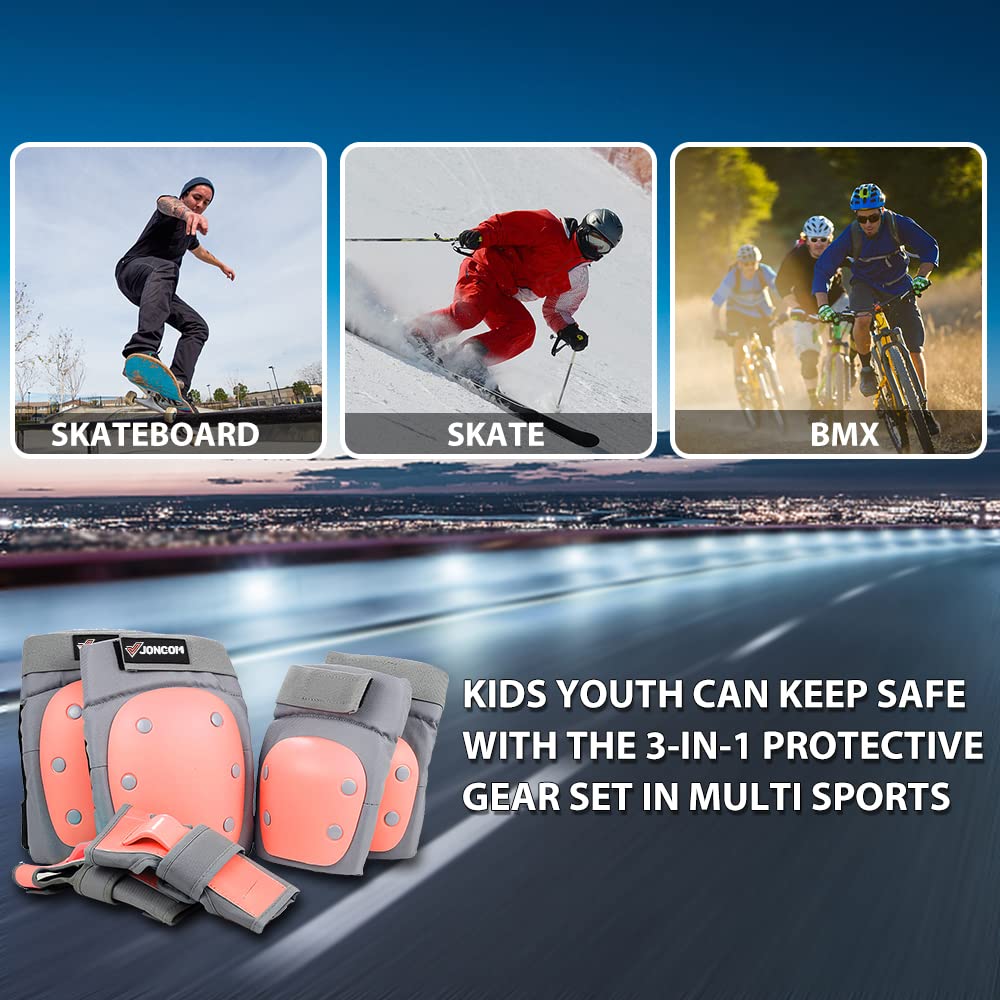 SKATEBOARD
SKATE
BMX
JONCOM
KIDS YOUTH CAN KEEP SAFE
WITH THE 3-IN-1 PROTECTIVE
GEAR SET IN MULTI SPORTS